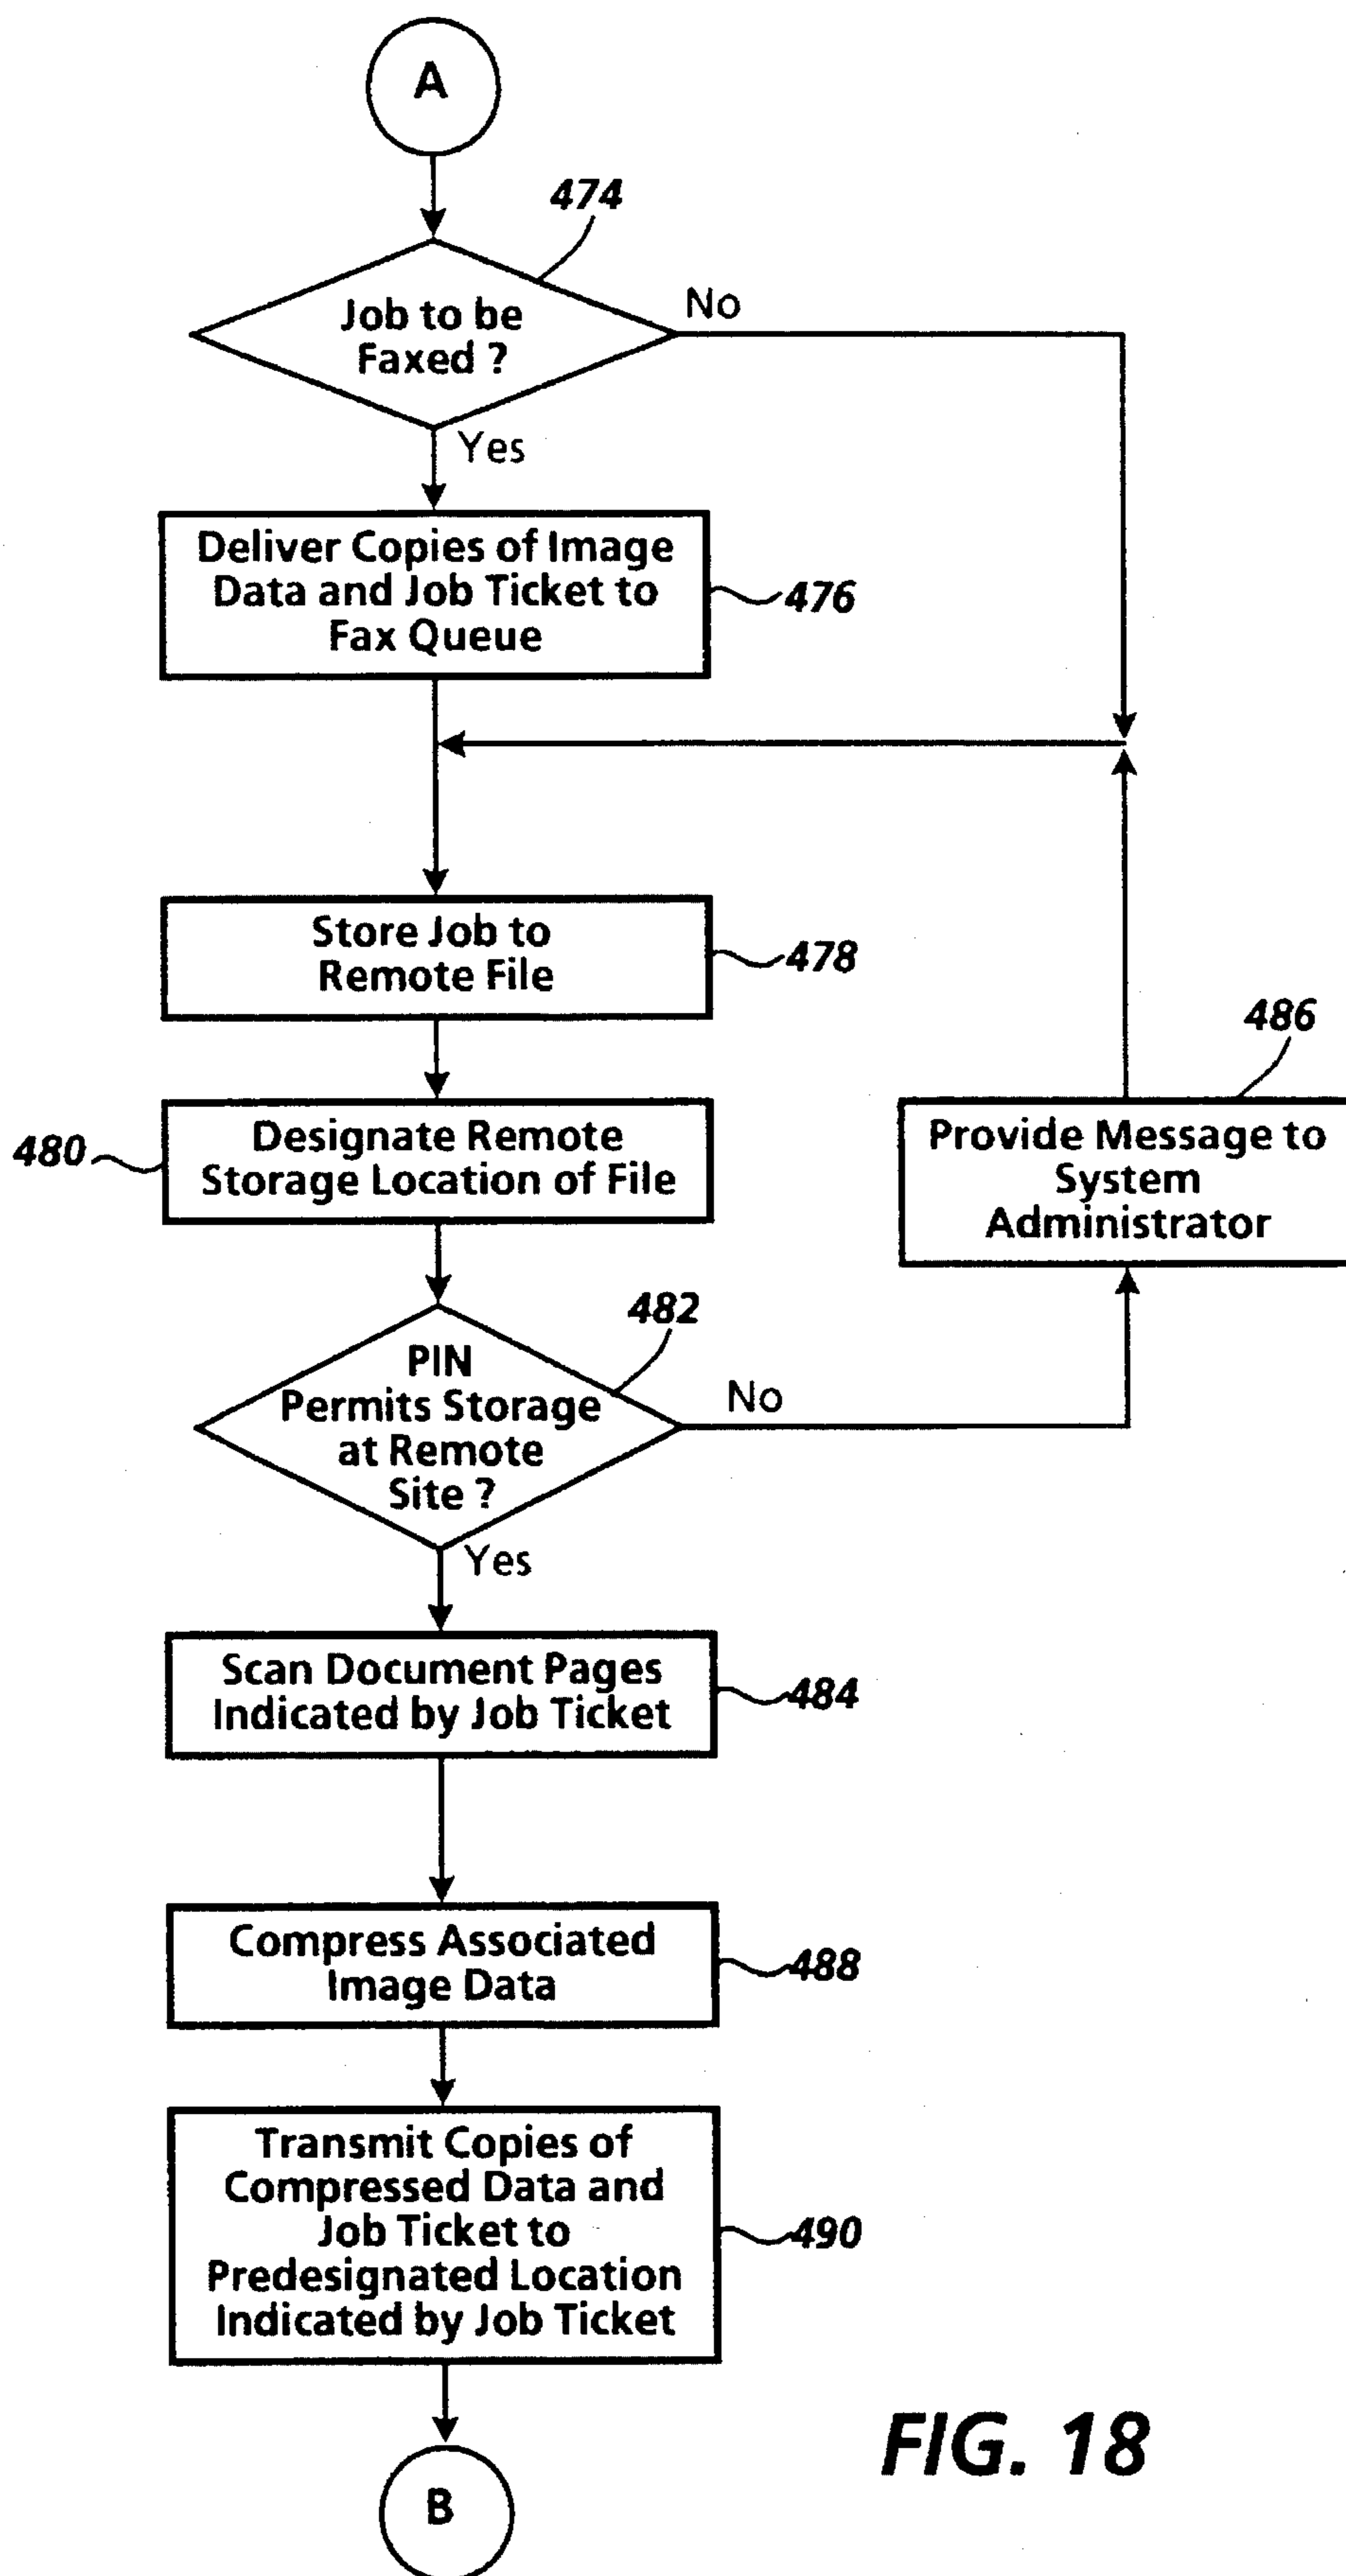 A
474
Job to be
Faxed ?
No
Yes
Deliver Copies of Image
Data and Job Ticket to
Fax Queue
476
Store Job to
Remote File
478
486
480
Designate Remote
Storage Location of File
Provide Message to
System
Administrator
482
PIN
Permits Storage
at Remote
Site ?
No
Yes
Scan Document Pages
Indicated by Job Ticket
484
Compress Associated
Image Data
488
Transmit Copies of
Compressed Data and
Job Ticket to
Predesignated Location
Indicated by Job Ticket
490
FIG. 18
B